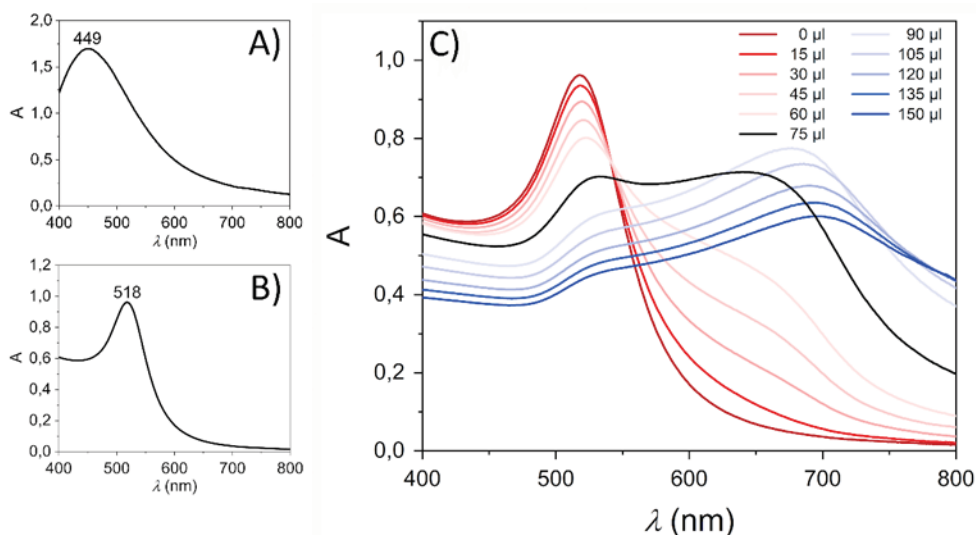 A)
449
2,0
1,5
1,0
0,5
0,0
A
400 500 600 700 800
λ (nm)
B)
518
1,2
1,0
0,8
0,6
0,4
0,2
0,0
A
400 500 600 700 800
λ (nm)
C)
0 µl
15 µl
30 µl
45 µl
60 µl
75 µl
90 µl
105 µl
120 µl
135 µl
150 µl
1,0
0,8
0,6
0,4
0,2
0,0
A
400 500 600 700 800
λ (nm)